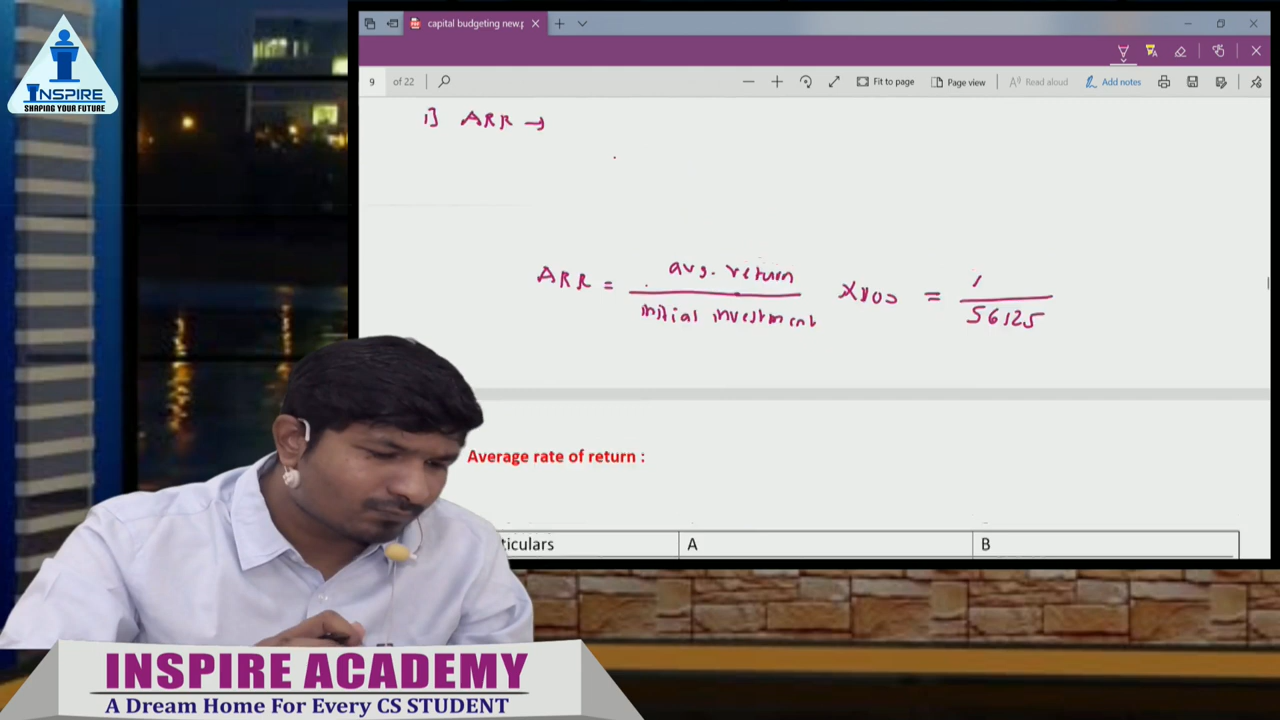 INSPIRE
SHAPING YOUR FUTURE
capital budgeting new.p
9 of 22
Fit to page
Page view
Read aloud
Add notes
1] ARR →
ARR = avg. return / initial investment X100 = / 56125
Average rate of return :
ticulars A B
INSPIRE ACADEMY
A Dream Home For Every CS STUDENT